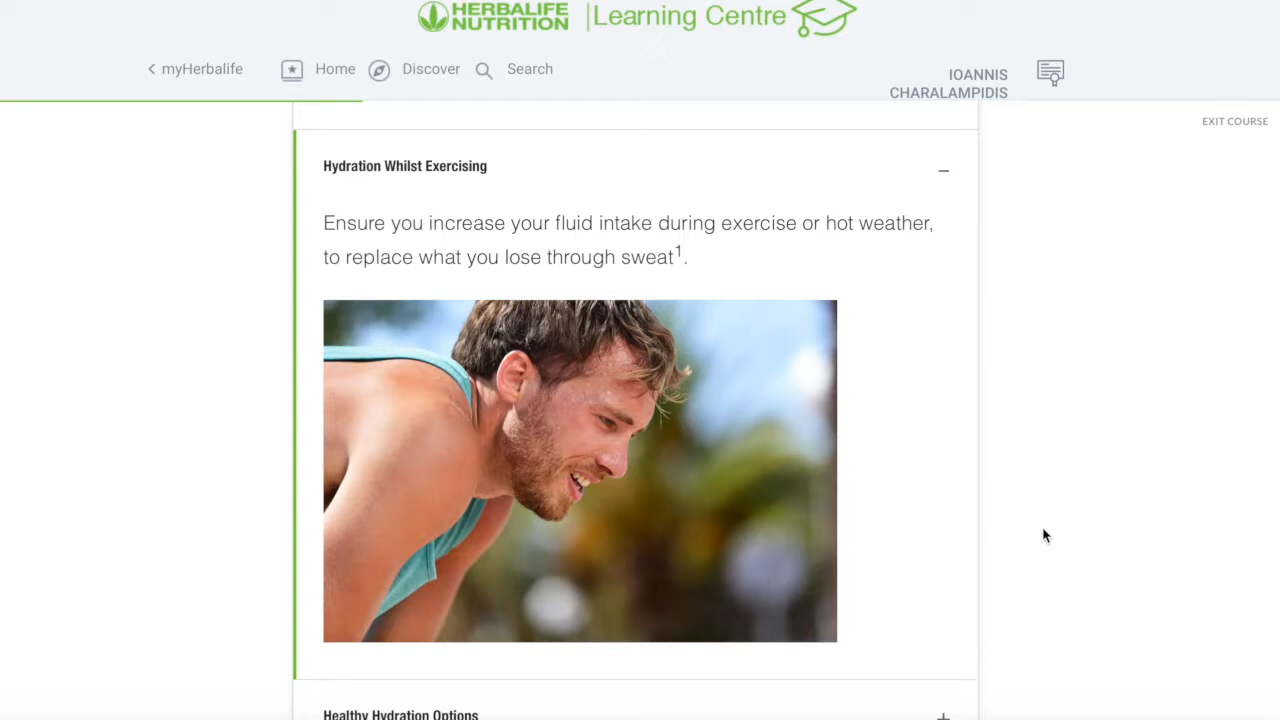 HERBALIFE
NUTRITION
|Learning Centre
< myHerbalife
Home
Discover
Search
IOANNIS
CHARALAMPIDIS
EXIT COURSE
Hydration Whilst Exercising
Ensure you increase your fluid intake during exercise or hot weather,
to replace what you lose through sweat¹.
Healthy Hydration Options